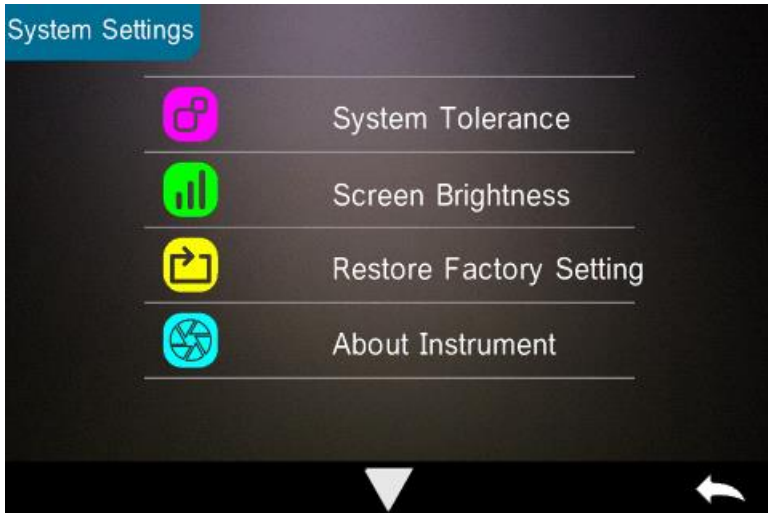 System Settings
System Tolerance
Screen Brightness
Restore Factory Setting
About Instrument